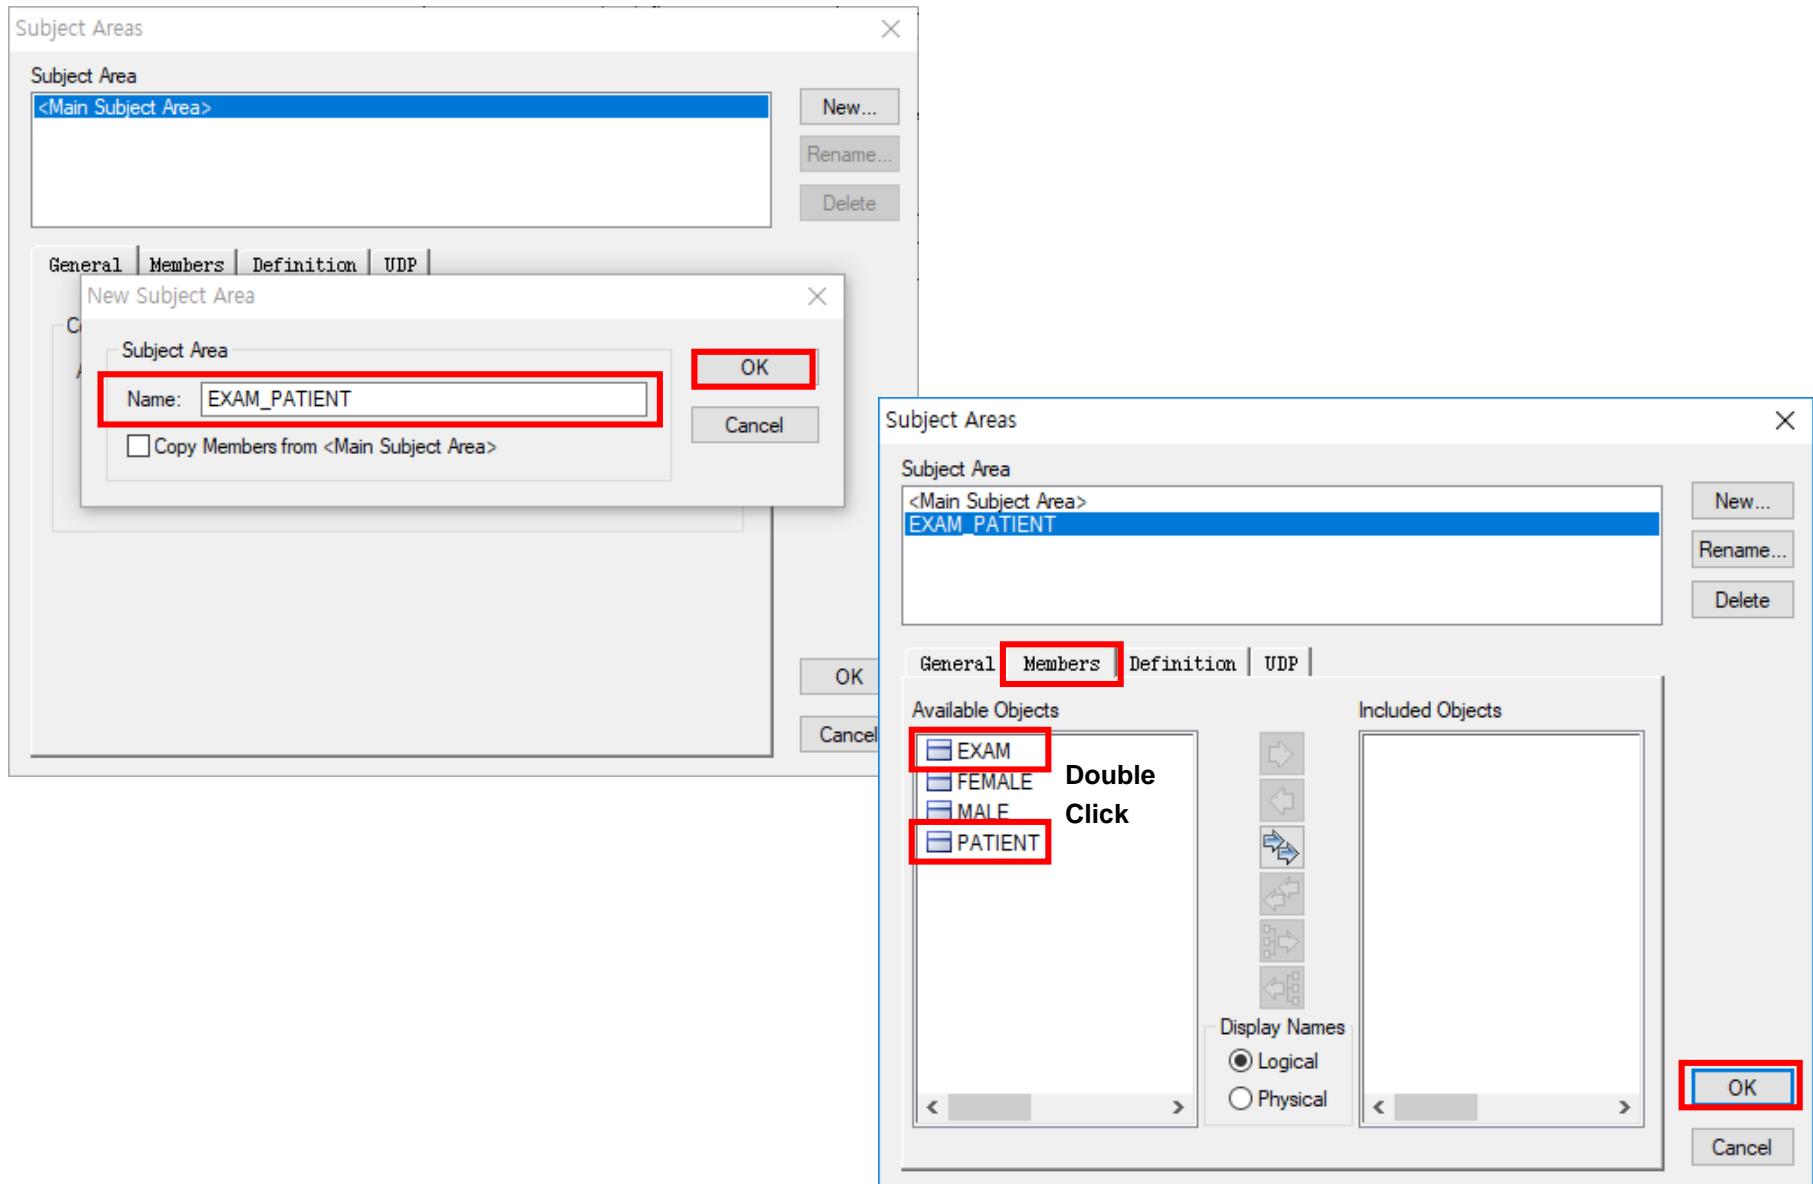 Subject Areas
Subject Area
<Main Subject Area>
New...
Rename...
Delete
General Members Definition UDP
New Subject Area
Subject Area
Name: EXAM_PATIENT
Copy Members from <Main Subject Area>
OK
Cancel
OK
Cancel
Subject Areas
Subject Area
<Main Subject Area>
EXAM_PATIENT
New...
Rename...
Delete
General Members Definition UDP
Available Objects
EXAM
FEMALE
MALE
PATIENT
Double
Click
Included Objects
Display Names
Logical
Physical
OK
Cancel